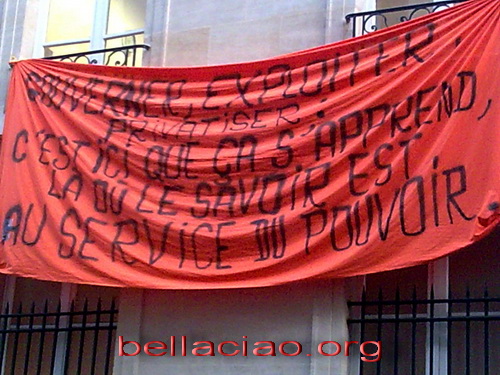 GOUVERNER, EXPLOITER,
PRIVATISER :
C'EST ICI QUE ÇA S'APPREND,
LÀ OÙ LE SAVOIR EST
AU SERVICE DU POUVOIR.
bellaciao.org